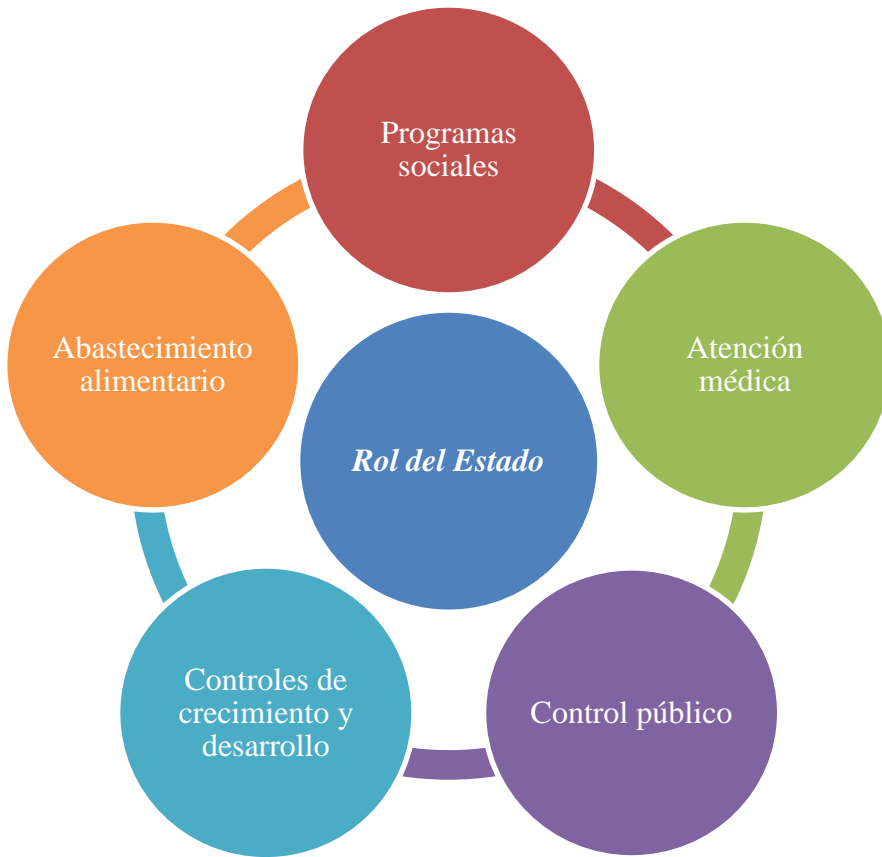 Programas
sociales
Abastecimiento
alimentario
Atención
médica
Rol del Estado
Controles de
crecimiento y
desarrollo
Control público